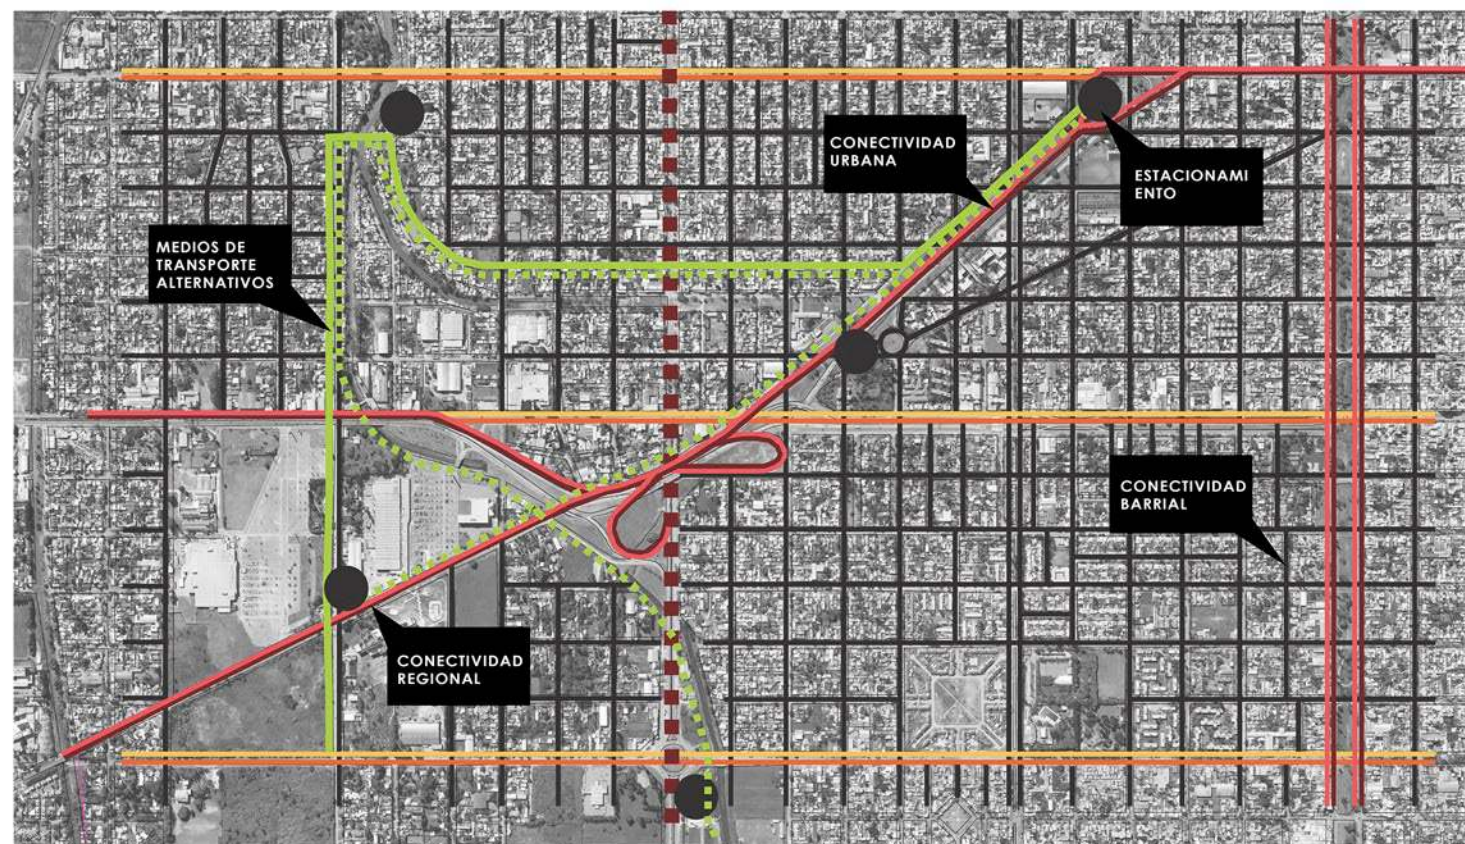 CONECTIVIDAD
URBANA
ESTACIONAMI
ENTO
MEDIOS DE
TRANSPORTE
ALTERNATIVOS
CONECTIVIDAD
BARRIAL
CONECTIVIDAD
REGIONAL